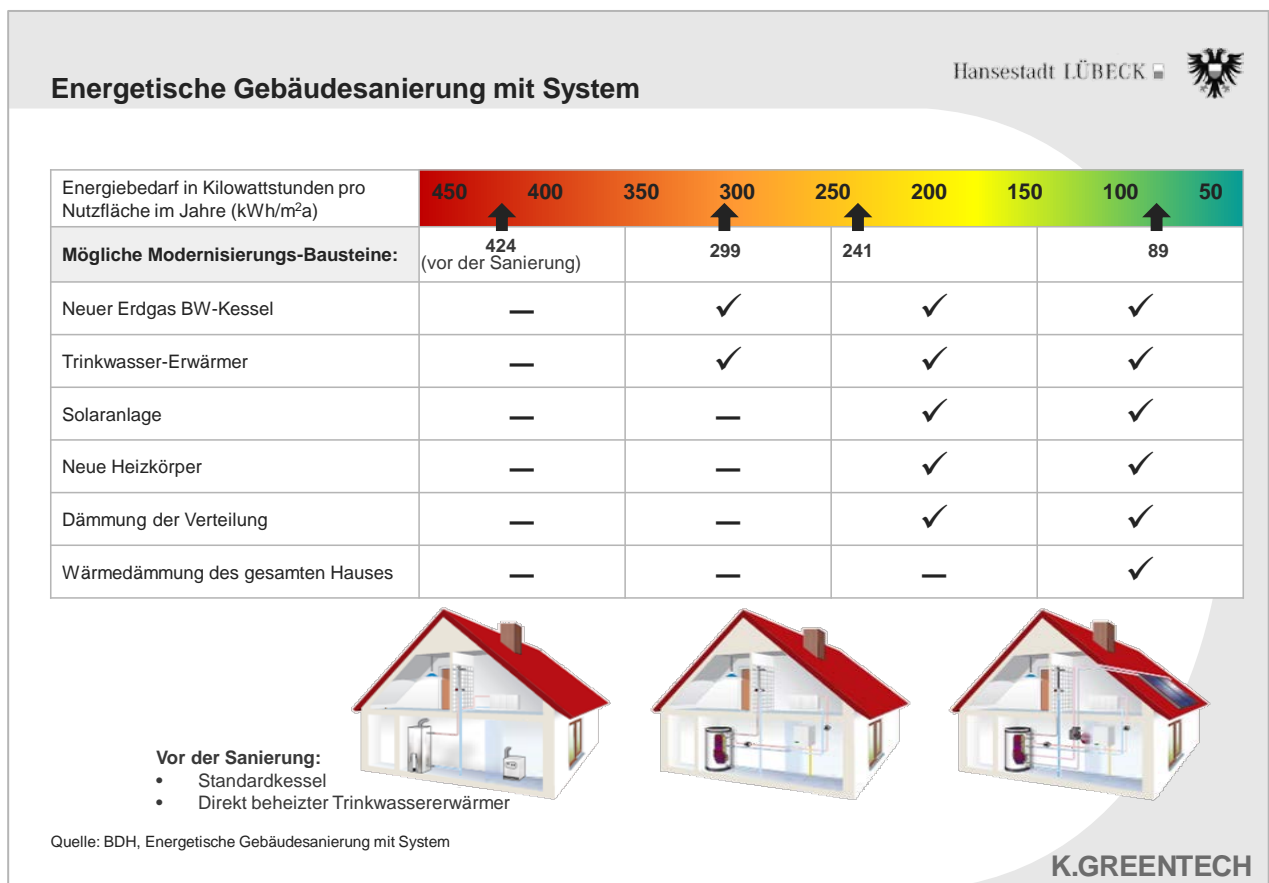 Energetische Gebäudesanierung mit System
Hansestadt LÜBECK
Energiebedarf in Kilowattstunden pro
Nutzfläche im Jahre (kWh/m²a)
450 400 350 300 250 200 150 100 50
Mögliche Modernisierungs-Bausteine:
424
(vor der Sanierung)
299
241
89
Neuer Erdgas BW-Kessel – ✓ ✓ ✓
Trinkwasser-Erwärmer – ✓ ✓ ✓
Solaranlage – – ✓ ✓
Neue Heizkörper – – ✓ ✓
Dämmung der Verteilung – – ✓ ✓
Wärmedämmung des gesamten Hauses – – – ✓
Vor der Sanierung:
• Standardkessel
• Direkt beheizter Trinkwassererwärmer
Quelle: BDH, Energetische Gebäudesanierung mit System
K.GREENTECH